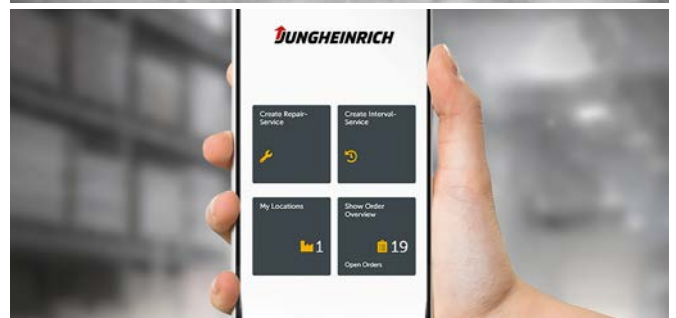 JUNGHEINRICH
Create Repair-
Service
Create Interval-
Service
My Locations
1
Show Order
Overview
19
Open Orders